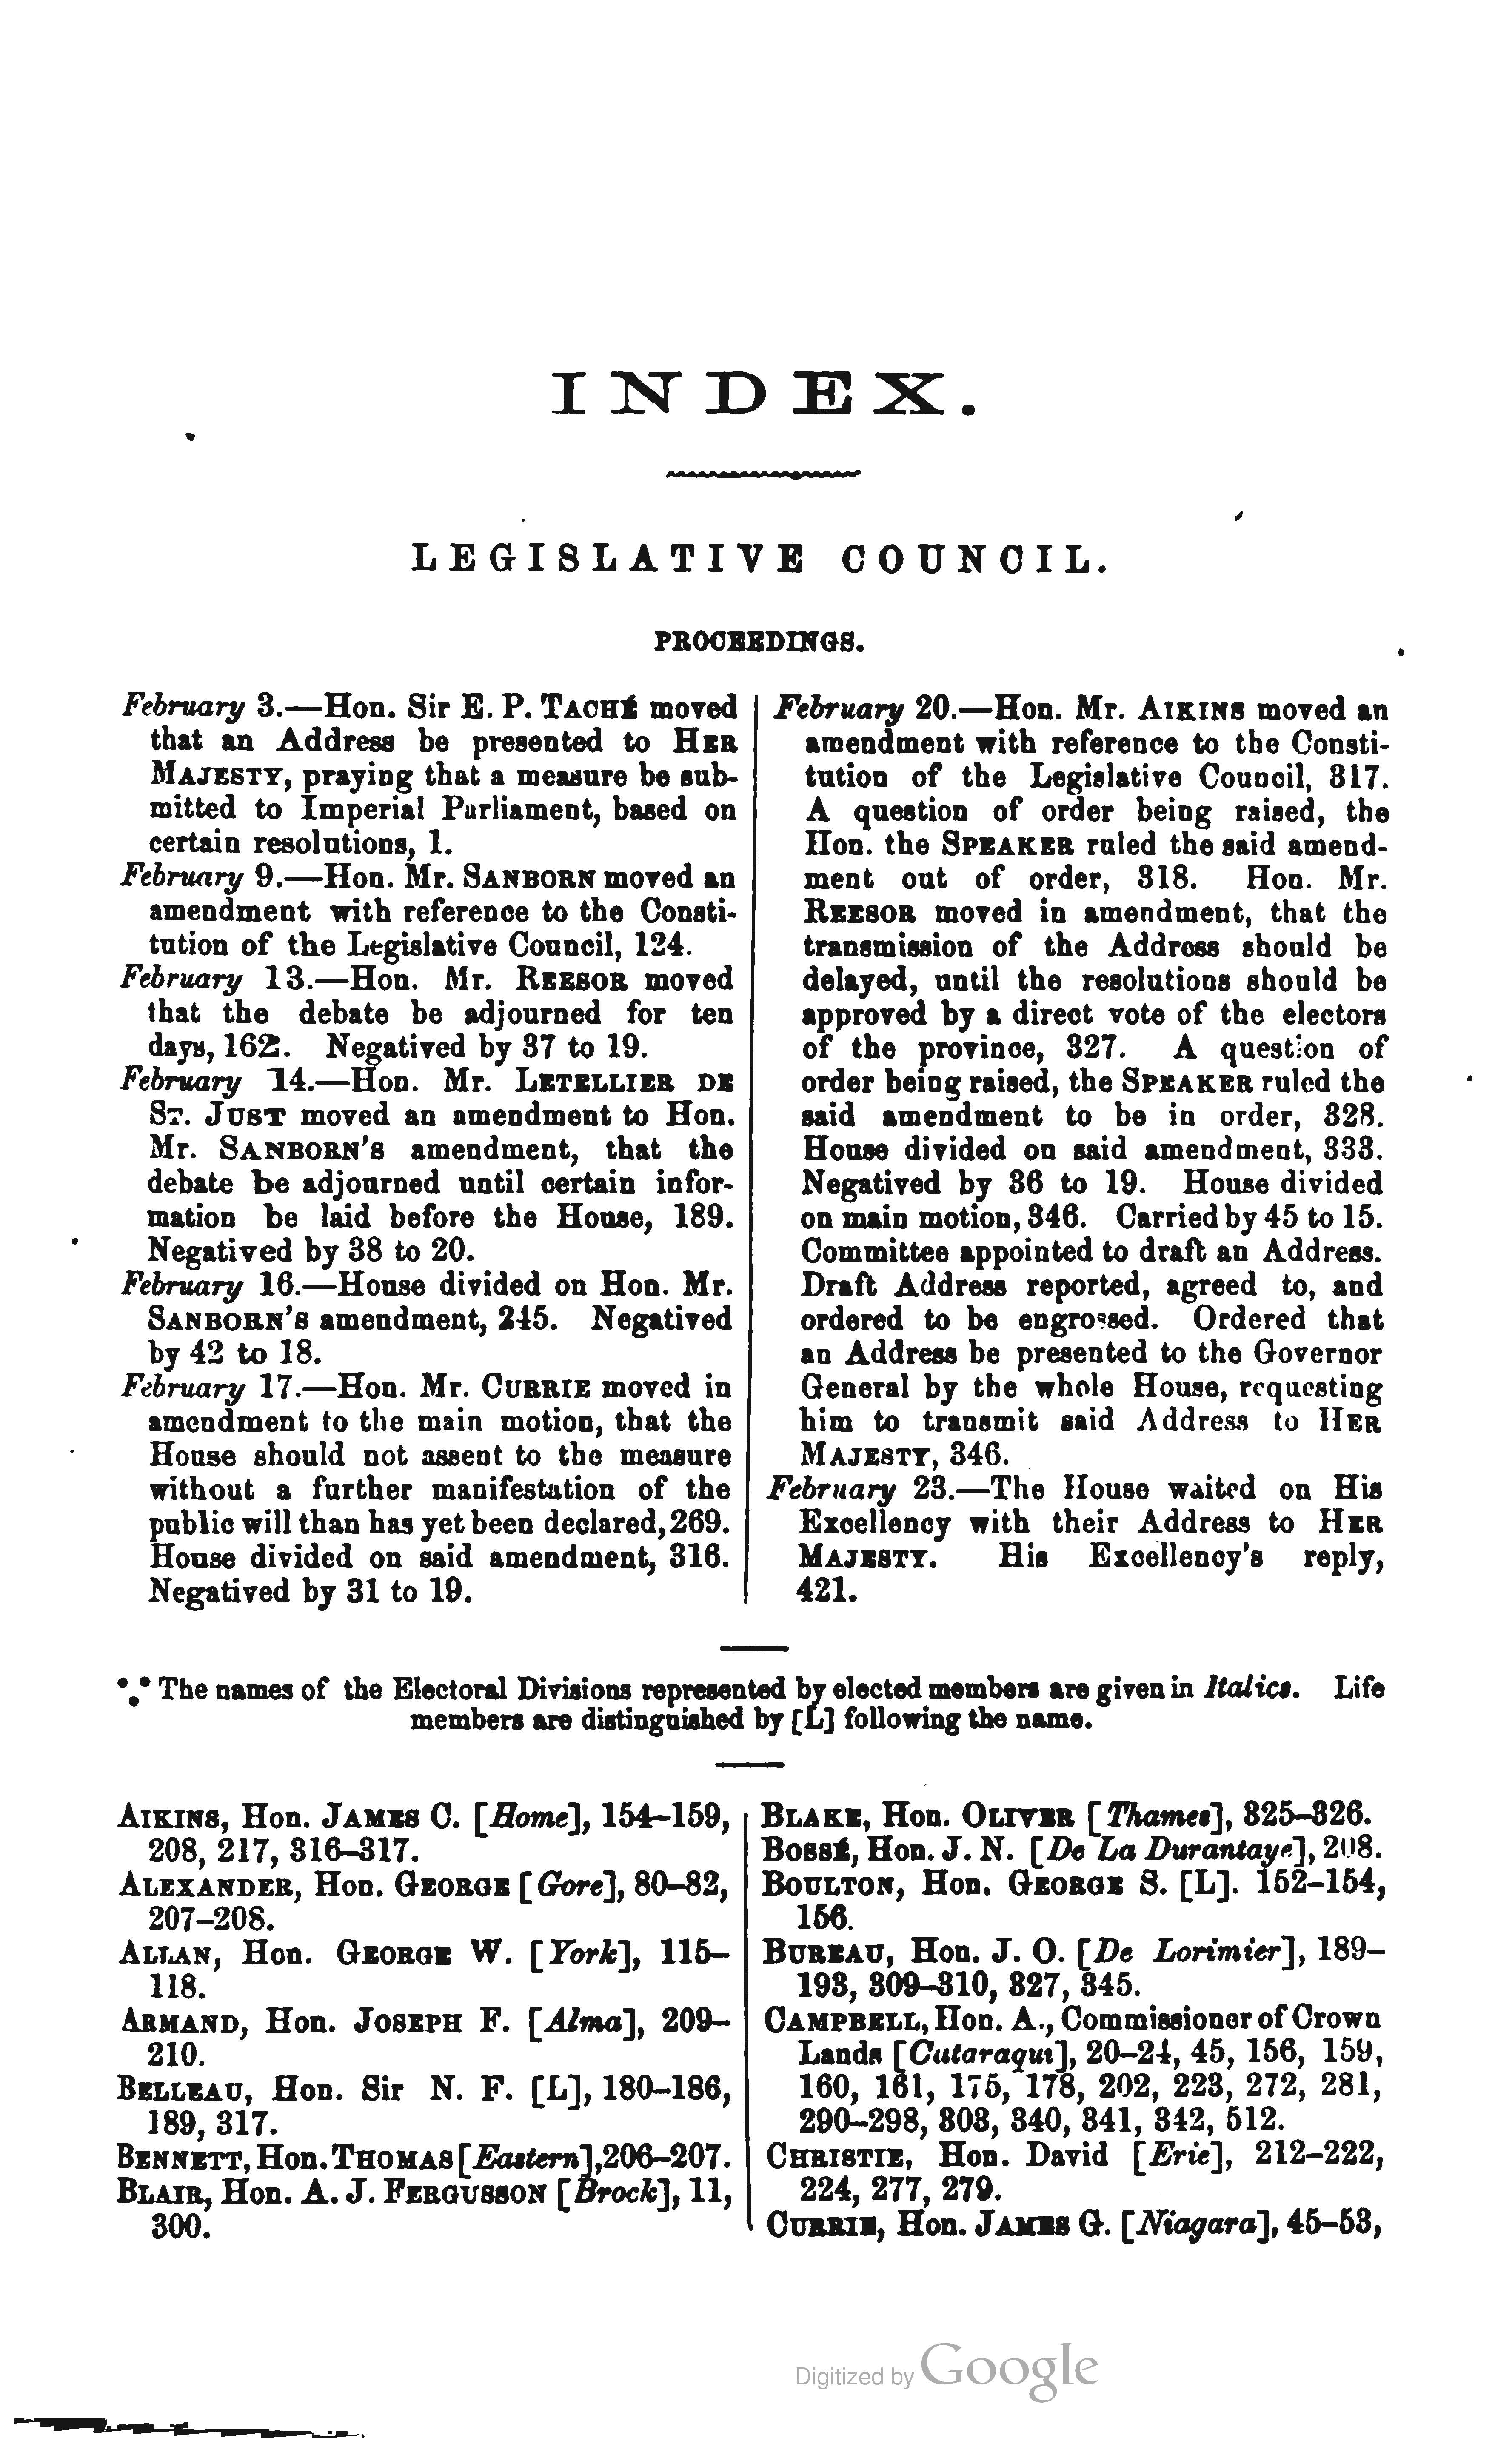 INDEX.
LEGISLATIVE COUNCIL.
PROCEEDINGS.
February 3.—Hon. Sir E. P. TACHÉ moved
that an Address be presented to HER
MAJESTY, praying that a measure be sub-
mitted to Imperial Parliament, based on
certain resolutions, 1.
February 9.—Hon. Mr. SANBORN moved an
amendment with reference to the Consti-
tution of the Legislative Council, 124.
February 13.—Hon. Mr. REESOR moved
that the debate be adjourned for ten
days, 162. Negatived by 37 to 19.
February 14.—Hon. Mr. LETELLIER DE
ST. JUST moved an amendment to Hon.
Mr. SANBORN'S amendment, that the
debate be adjourned until certain infor-
mation be laid before the House, 189.
Negatived by 38 to 20.
February 16.—House divided on Hon. Mr.
SANBORN'S amendment, 245. Negatived
by 42 to 18.
February 17.—Hon. Mr. CURRIE moved in
amendment to the main motion, that the
House should not assent to the measure
without a further manifestation of the
public will than has yet been declared, 269.
House divided on said amendment, 316.
Negatived by 31 to 19.
February 20.—Hon. Mr. AIKINS moved an
amendment with reference to the Consti-
tution of the Legislative Council, 317.
A question of order being raised, the
Hon. the SPEAKER ruled the said amend-
ment out of order, 318. Hon. Mr.
REESOR moved in amendment, that the
transmission of the Address should be
delayed, until the resolutions should be
approved by a direct vote of the electors
of the province, 327. A question of
order being raised, the SPEAKER ruled the
said amendment to be in order, 328.
House divided on said amendment, 333.
Negatived by 36 to 19. House divided
on main motion, 346. Carried by 45 to 15.
Committee appointed to draft an Address.
Draft Address reported, agreed to, and
ordered to be engrossed. Ordered that
an Address be presented to the Governor
General by the whole House, requesting
him to transmit said Address to HER
MAJESTY, 346.
February 23.—The House waited on His
Excellency with their Address to HER
MAJESTY. His Excellency's reply,
421.
*** The names of the Electoral Divisions represented by elected members are given in Italics. Life
members are distinguished by [L] following the name.
AIKINS, Hon. JAMES C. [Home], 154–159,
208, 217, 316–317.
ALEXANDER, Hon. GEORGE [Gore], 80–82,
207–208.
ALLAN, Hon. GEORGE W. [York], 115–
118.
ARMAND, Hon. JOSEPH F. [Alma], 209–
210.
BELLEAU, Hon. Sir N. F. [L], 180–186,
189, 317.
BENNETT, Hon. THOMAS [Eastern], 206–207.
BLAIR, Hon. A. J. FERGUSSON [Brock], 11,
300.
BLAKE, Hon. OLIVER [Thames], 325–326.
BOSSÉ, Hon. J. N. [De La Durantaye], 208.
BOULTON, Hon. GEORGE S. [L]. 152–154,
156.
BUREAU, Hon. J. O. [De Lorimier], 189–
193, 309–310, 327, 345.
CAMPBELL, Hon. A., Commissioner of Crown
Lands [Cataraqui], 20–24, 45, 156, 159,
160, 161, 175, 178, 202, 223, 272, 281,
290–298, 303, 340, 341, 342, 512.
CHRISTIE, Hon. David [Erie], 212–222,
224, 277, 279.
CURRIE, Hon. JAMES G. [Niagara], 45–53,
Digitized by Google